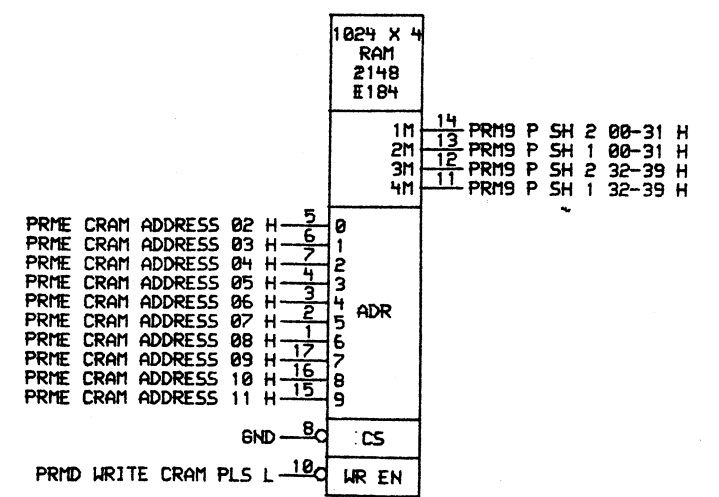 1024 X 4
RAM
2148
E184
1M 14 PRM9 P SH 2 00-31 H
2M 13 PRM9 P SH 1 00-31 H
3M 12 PRM9 P SH 2 32-39 H
4M 11 PRM9 P SH 1 32-39 H
PRME CRAM ADDRESS 02 H 5 0
PRME CRAM ADDRESS 03 H 6 1
PRME CRAM ADDRESS 04 H 7 2
PRME CRAM ADDRESS 05 H 4 3
PRME CRAM ADDRESS 06 H 3 4
ADR
PRME CRAM ADDRESS 07 H 2 5
PRME CRAM ADDRESS 08 H 1 6
PRME CRAM ADDRESS 09 H 17 7
PRME CRAM ADDRESS 10 H 16 8
PRME CRAM ADDRESS 11 H 15 9
GND 8 CS
PRMD WRITE CRAM PLS L 10 WR EN